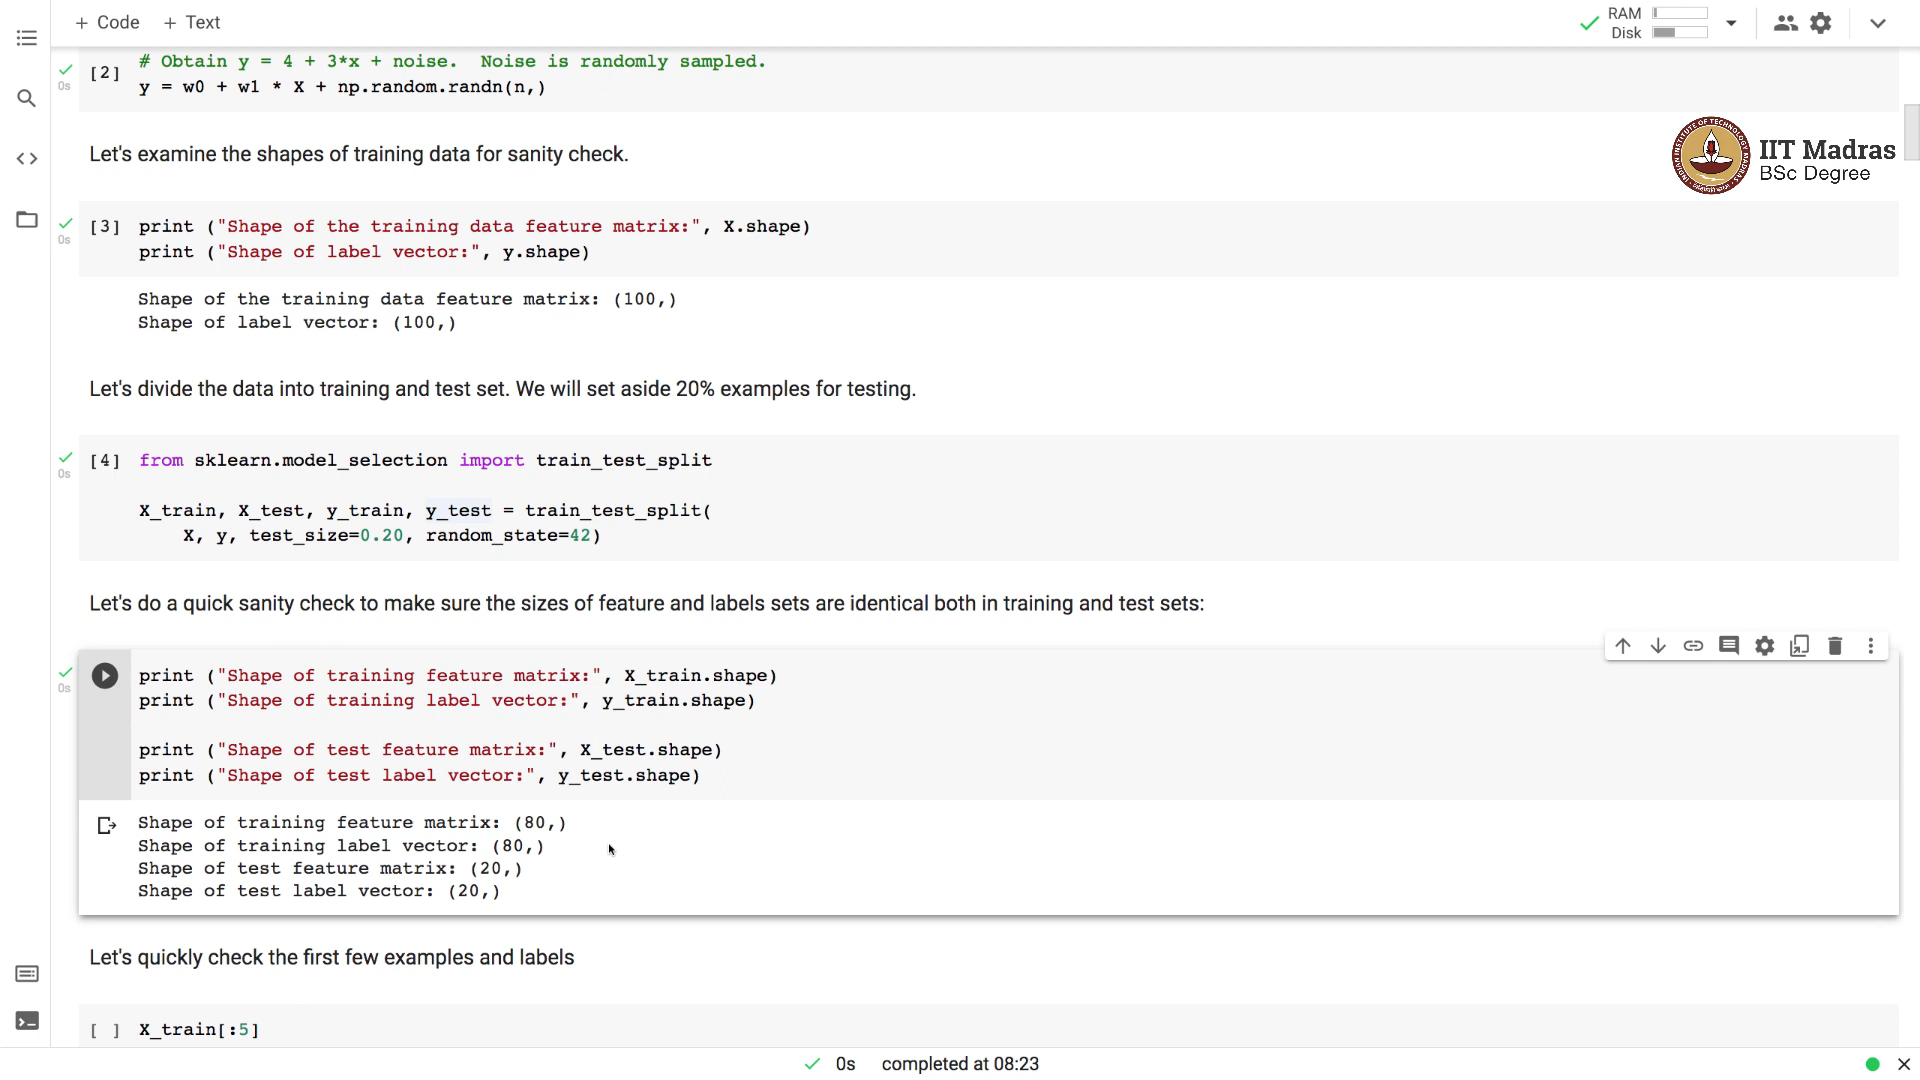 + Code + Text
RAM
Disk
[2] # Obtain y = 4 + 3*x + noise.  Noise is randomly sampled.
0s
y = w0 + w1 * X + np.random.randn(n,)
Let's examine the shapes of training data for sanity check.
IIT Madras
BSc Degree
[3] print ("Shape of the training data feature matrix:", X.shape)
0s
print ("Shape of label vector:", y.shape)
Shape of the training data feature matrix: (100,)
Shape of label vector: (100,)
Let's divide the data into training and test set. We will set aside 20% examples for testing.
[4] from sklearn.model_selection import train_test_split
0s
X_train, X_test, y_train, y_test = train_test_split(
    X, y, test_size=0.20, random_state=42)
Let's do a quick sanity check to make sure the sizes of feature and labels sets are identical both in training and test sets:
print ("Shape of training feature matrix:", X_train.shape)
0s
print ("Shape of training label vector:", y_train.shape)
print ("Shape of test feature matrix:", X_test.shape)
print ("Shape of test label vector:", y_test.shape)
Shape of training feature matrix: (80,)
Shape of training label vector: (80,)
Shape of test feature matrix: (20,)
Shape of test label vector: (20,)
Let's quickly check the first few examples and labels
[ ] X_train[:5]
0s completed at 08:23